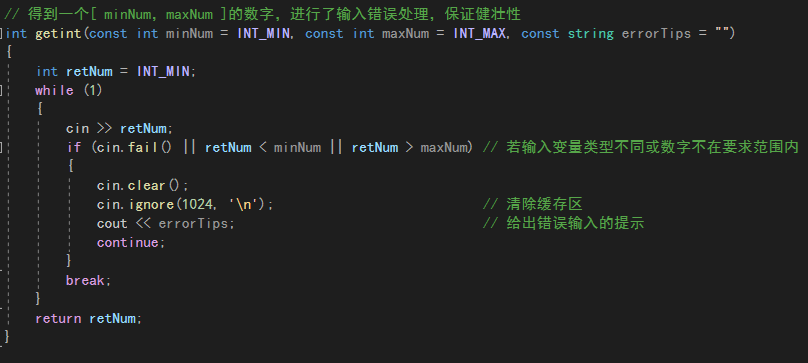 // 得到一个[ minNum, maxNum ]的数字，进行了输入错误处理，保证健壮性
int getint(const int minNum = INT_MIN, const int maxNum = INT_MAX, const string errorTips = "")
{
int retNum = INT_MIN;
while (1)
{
cin >> retNum;
if (cin.fail() || retNum < minNum || retNum > maxNum) // 若输入变量类型不同或数字不在要求范围内
{
cin.clear();
cin.ignore(1024, '\n'); // 清除缓存区
cout << errorTips; // 给出错误输入的提示
continue;
}
break;
}
return retNum;
}